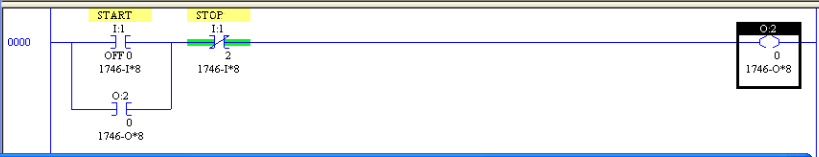 START STOP
I:1 I:1 O:2
0000
OFF 0 2 0
1746-I*8 1746-I*8 1746-O*8
O:2
0
1746-O*8